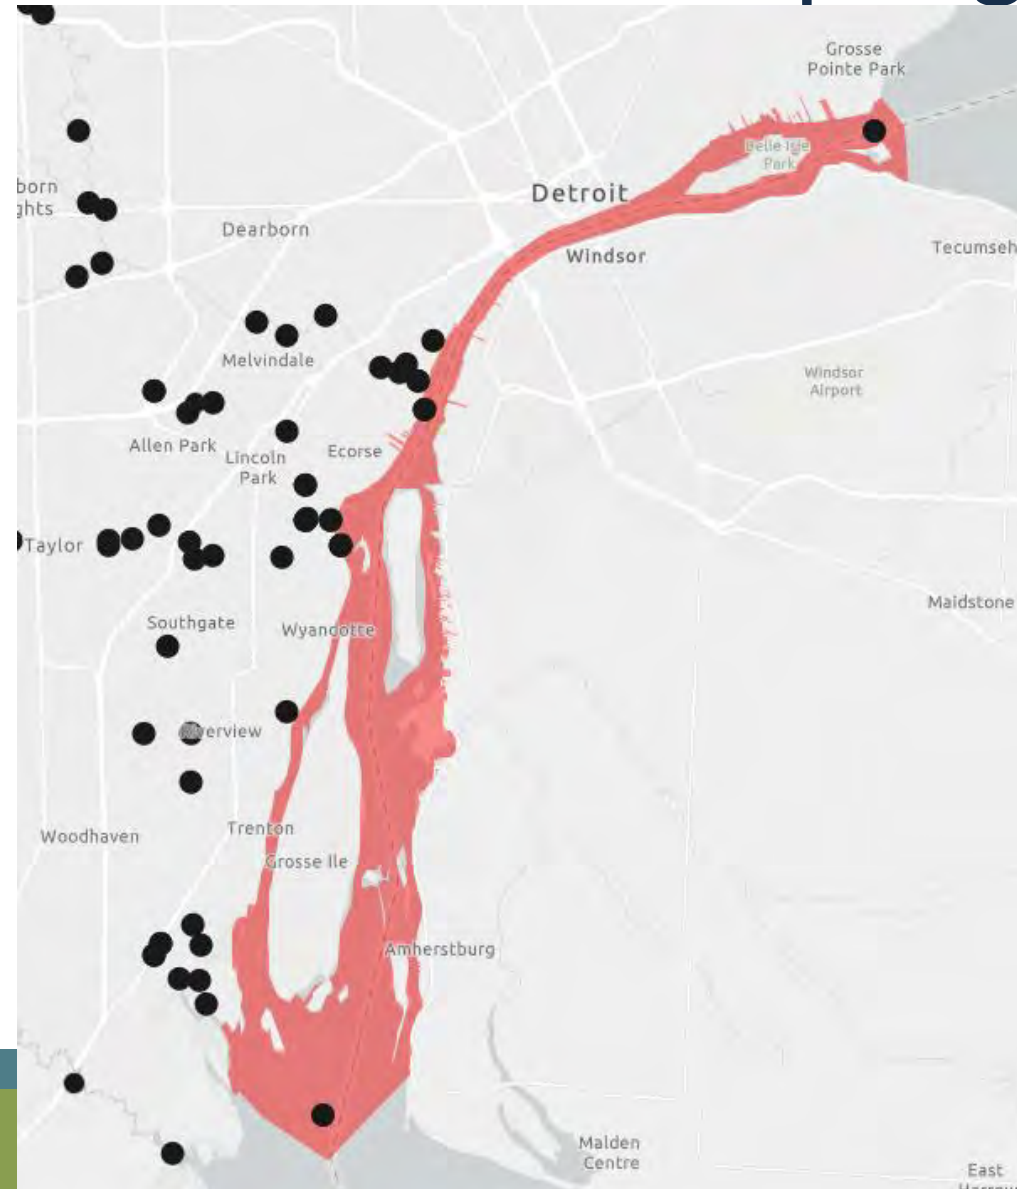 Grosse
Pointe Park
Belle Isle
Park
Detroit
born
ghts
Dearborn
Windsor
Tecumseh
Melvindale
Windsor
Airport
Allen Park
Lincoln
Park
Ecorse
Taylor
Maidstone
Southgate
Wyandotte
Riverview
Woodhaven
Trenton
Grosse Ile
Amherstburg
Malden
Centre
East